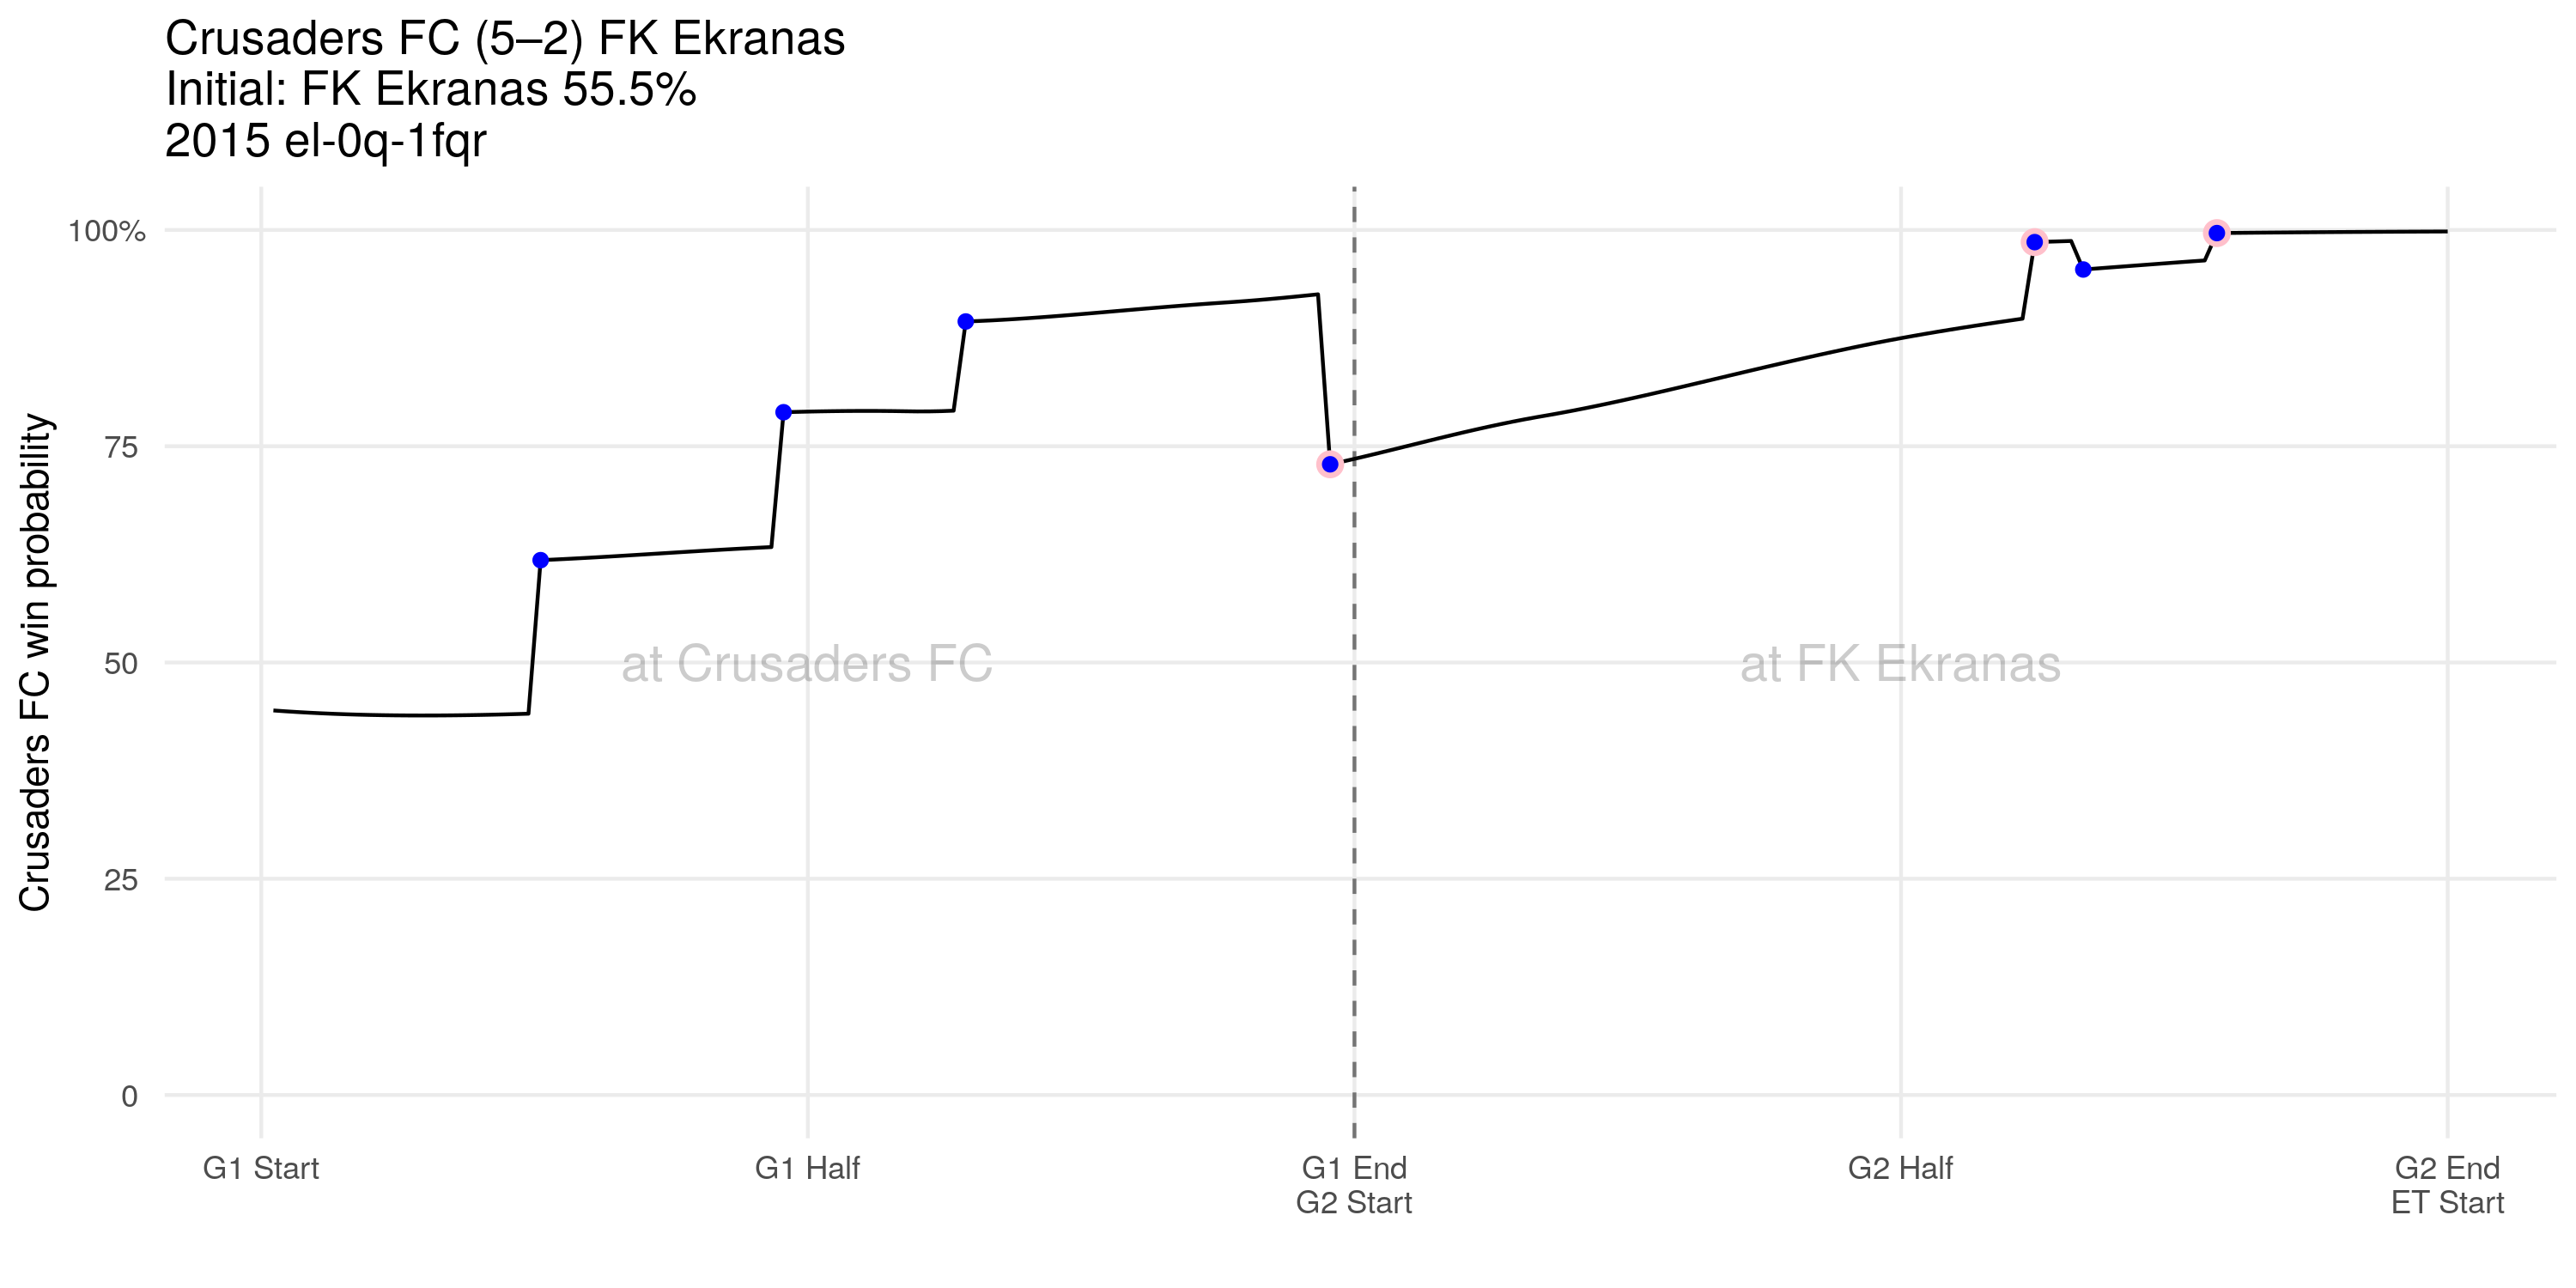 Crusaders FC (5–2) FK Ekranas
Initial: FK Ekranas 55.5%
2015 el-0q-1fqr
Crusaders FC win probability
100%
75
50
25
0
at Crusaders FC
at FK Ekranas
G1 Start
G1 Half
G1 End
G2 Start
G2 Half
G2 End
ET Start